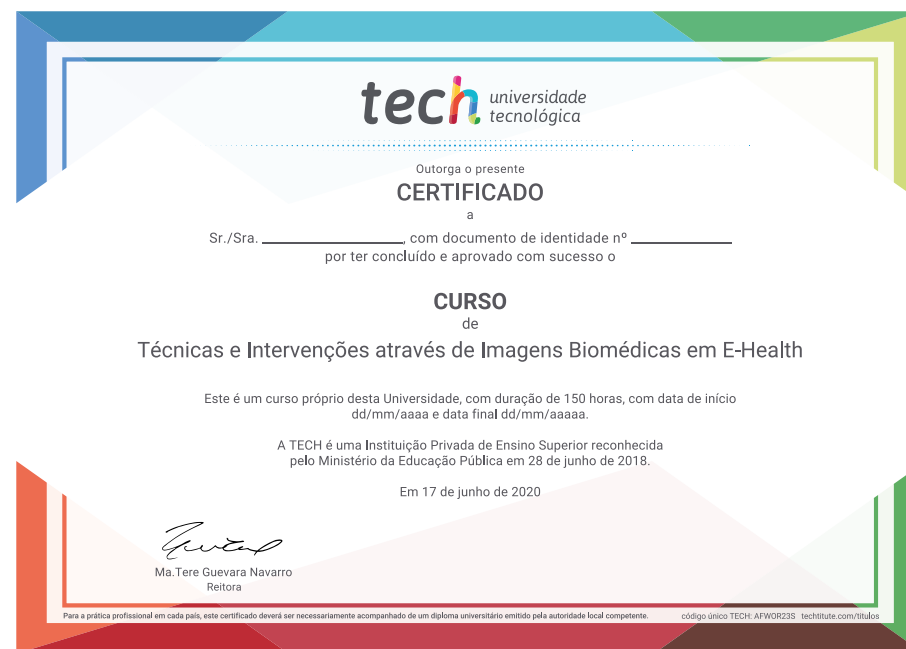 tech universidade
tecnológica
Outorga o presente
CERTIFICADO
a
Sr./Sra. ____________, com documento de identidade nº ____________
por ter concluído e aprovado com sucesso o
CURSO
de
Técnicas e Intervenções através de Imagens Biomédicas em E-Health
Este é um curso próprio desta Universidade, com duração de 150 horas, com data de início
dd/mm/aaaa e data final dd/mm/aaaaa.
A TECH é uma Instituição Privada de Ensino Superior reconhecida
pelo Ministério da Educação Pública em 28 de junho de 2018.
Em 17 de junho de 2020
Ma.Tere Guevara Navarro
Reitora
Para a prática profissional em cada país, este certificado deverá ser necessariamente acompanhado de um diploma universitário emitido pela autoridade local competente. código único TECH: AFWOR23S techtitute.com/titulos